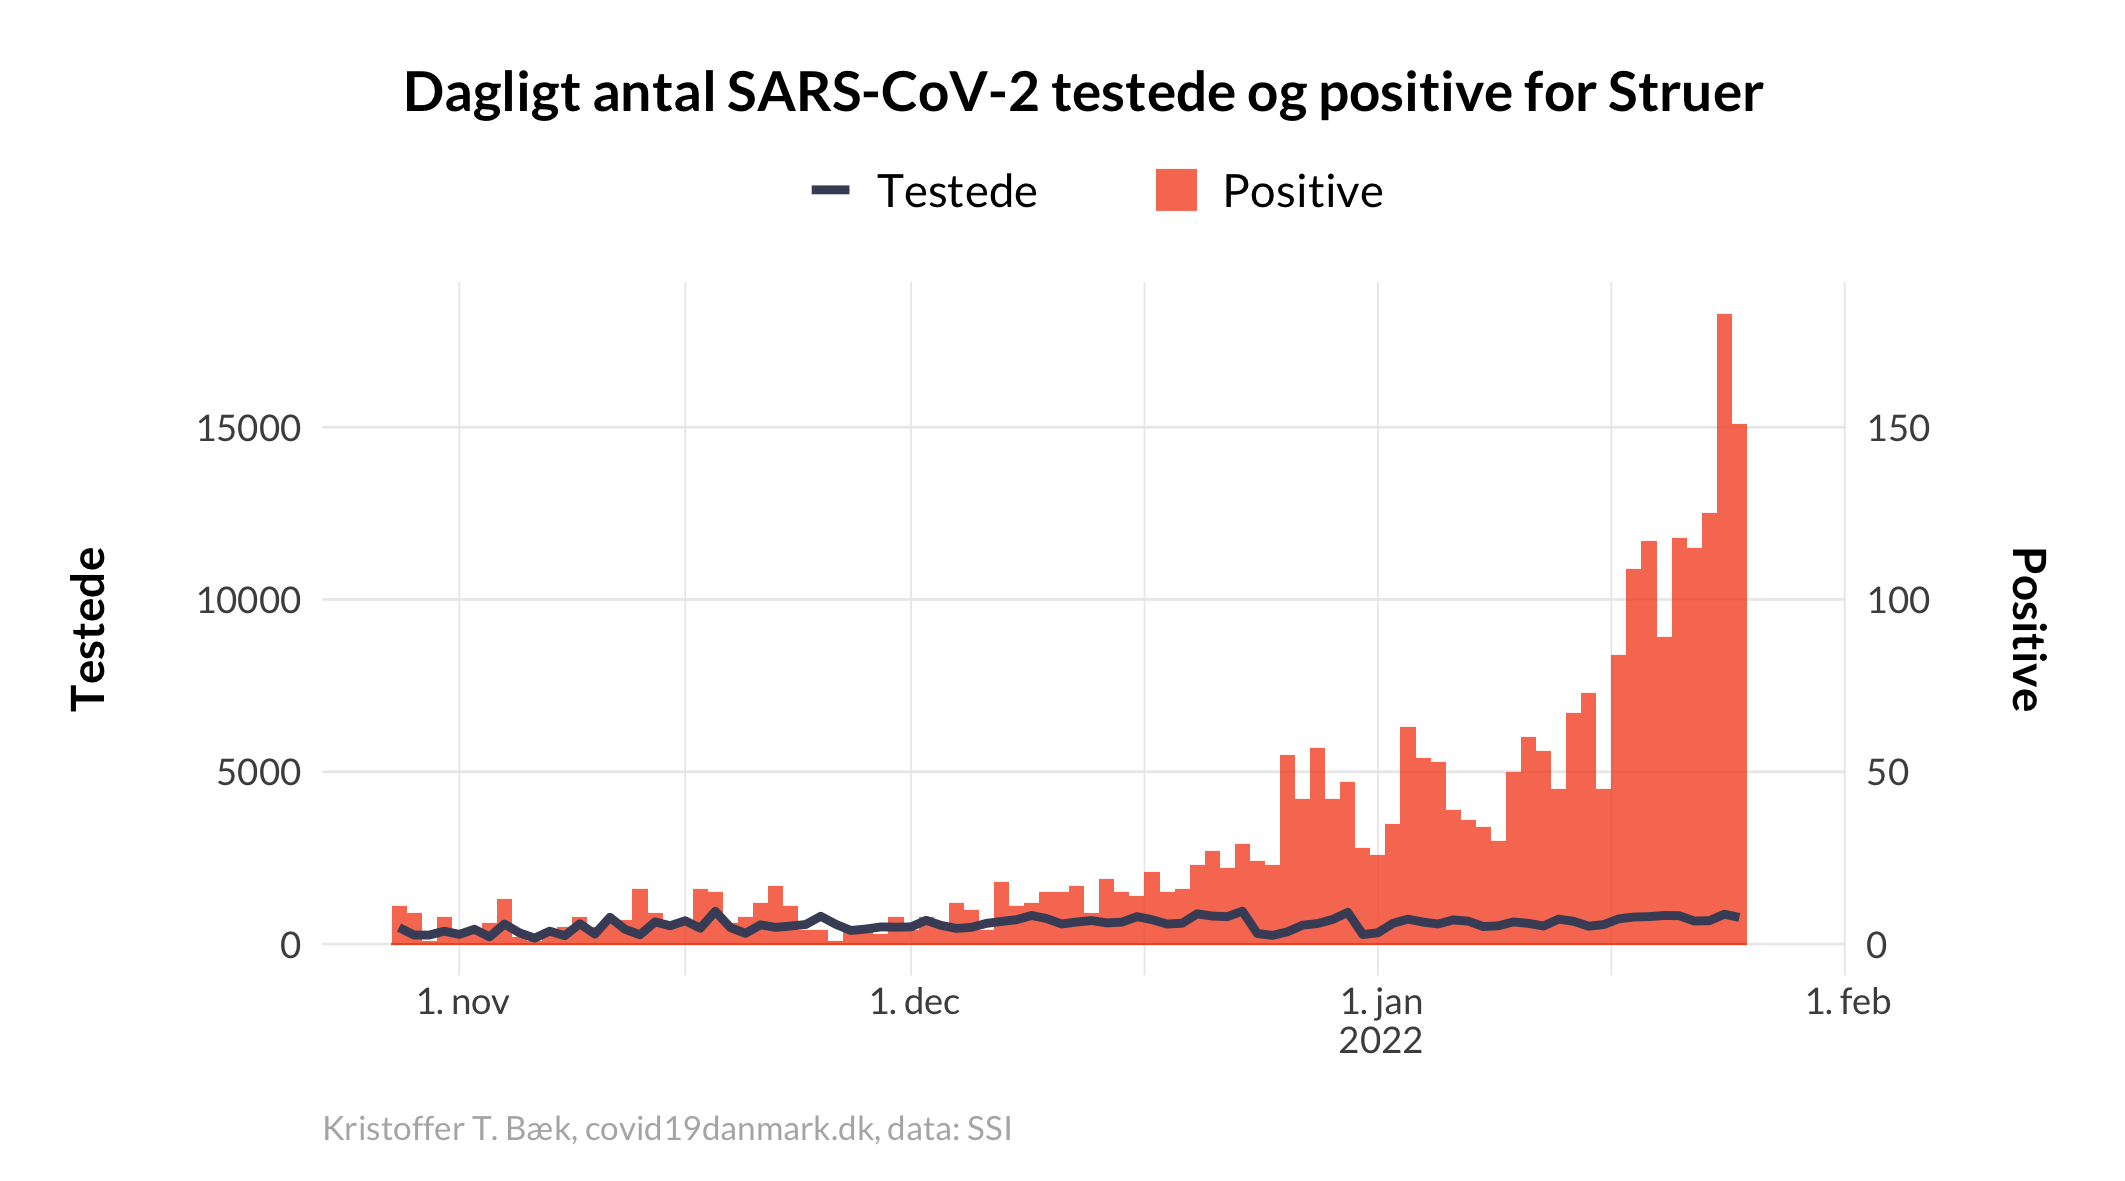 Dagligt antal SARS-CoV-2 testede og positive for Struer
Testede
Positive
15000
10000
5000
0
150
100
50
0
Testede
Positive
1. nov
1. dec
1. jan
2022
1. feb
Kristoffer T. Bæk, covid19danmark.dk, data: SSI